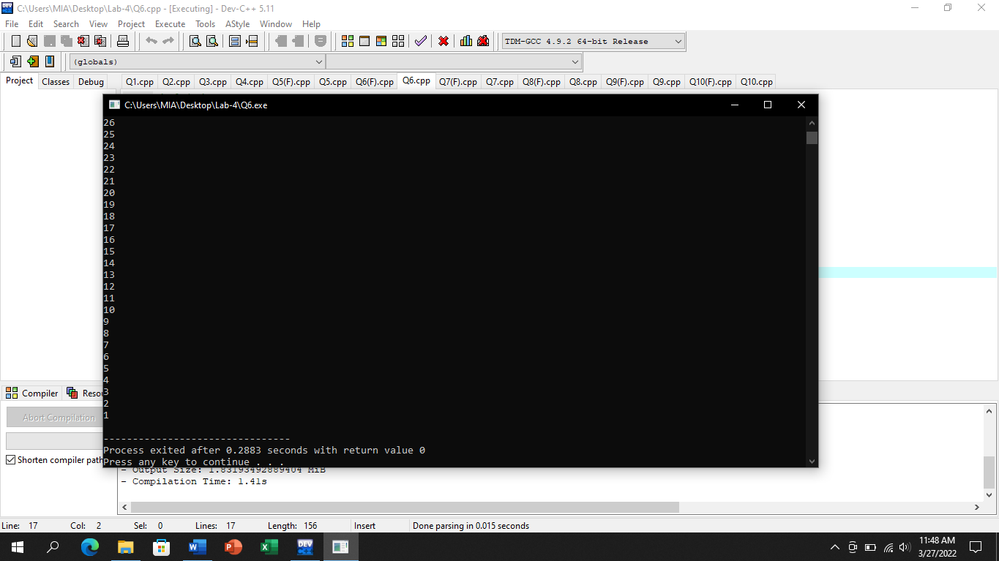 C:\Users\MIA\Desktop\Lab-4\Q6.cpp - [Executing] - Dev-C++ 5.11
File Edit Search View Project Execute Tools AStyle Window Help
TDM-GCC 4.9.2 64-bit Release
(globals)
Project Classes Debug Q1.cpp Q2.cpp Q3.cpp Q4.cpp Q5(F).cpp Q5.cpp Q6(F).cpp Q6.cpp Q7(F).cpp Q7.cpp Q8(F).cpp Q8.cpp Q9(F).cpp Q9.cpp Q10(F).cpp Q10.cpp
C:\Users\MIA\Desktop\Lab-4\Q6.exe
26
25
24
23
22
21
20
19
18
17
16
15
14
13
12
11
10
9
8
7
6
5
4
3
2
1
--------------------------------
Process exited after 0.2883 seconds with return value 0
Press any key to continue . . .
Compiler Resou
Abort Compilation
Shorten compiler path
- Output Size: 1.83193492889404 MiB
- Compilation Time: 1.41s
Line: 17 Col: 2 Sel: 0 Lines: 17 Length: 156 Insert Done parsing in 0.015 seconds
11:48 AM
3/27/2022